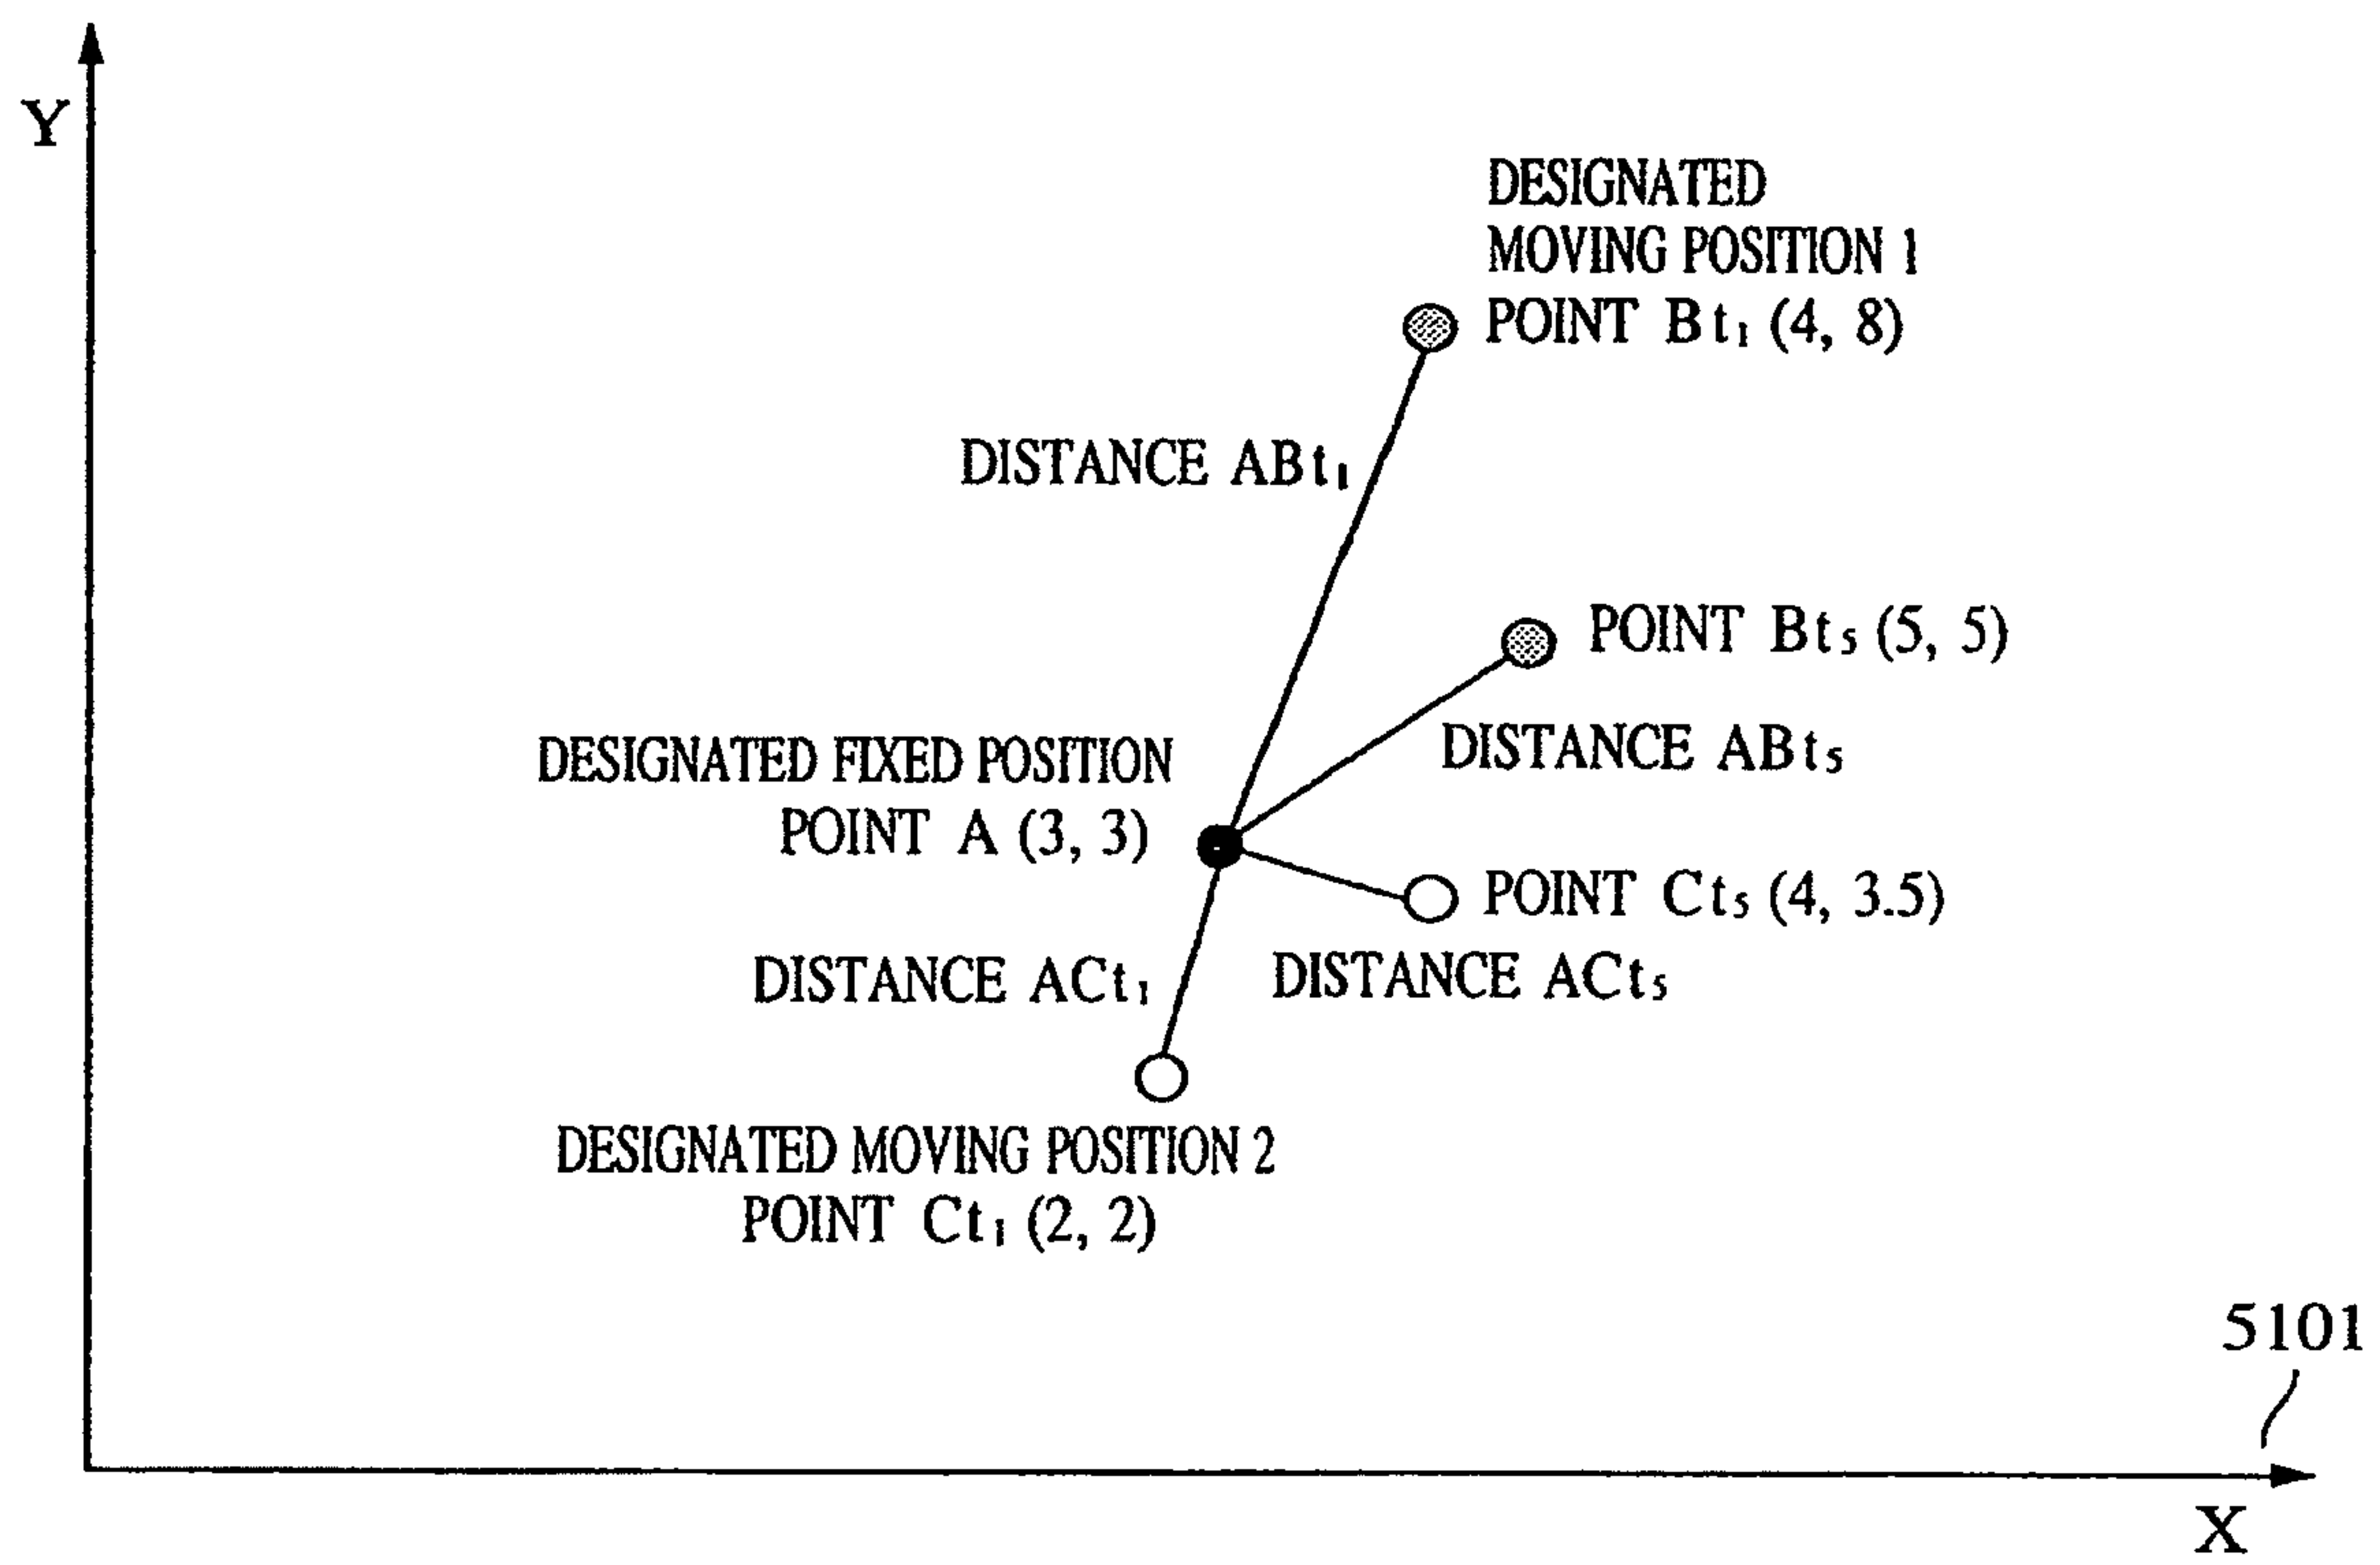 Y
DESIGNATED
MOVING POSITION 1
POINT Bt₁ (4, 8)
DISTANCE ABt₁
POINT Bt₅ (5, 5)
DISTANCE ABt₅
DESIGNATED FIXED POSITION
POINT A (3, 3)
POINT Ct₅ (4, 3.5)
DISTANCE ACt₁
DISTANCE ACt₅
DESIGNATED MOVING POSITION 2
POINT Ct₁ (2, 2)
5101
X